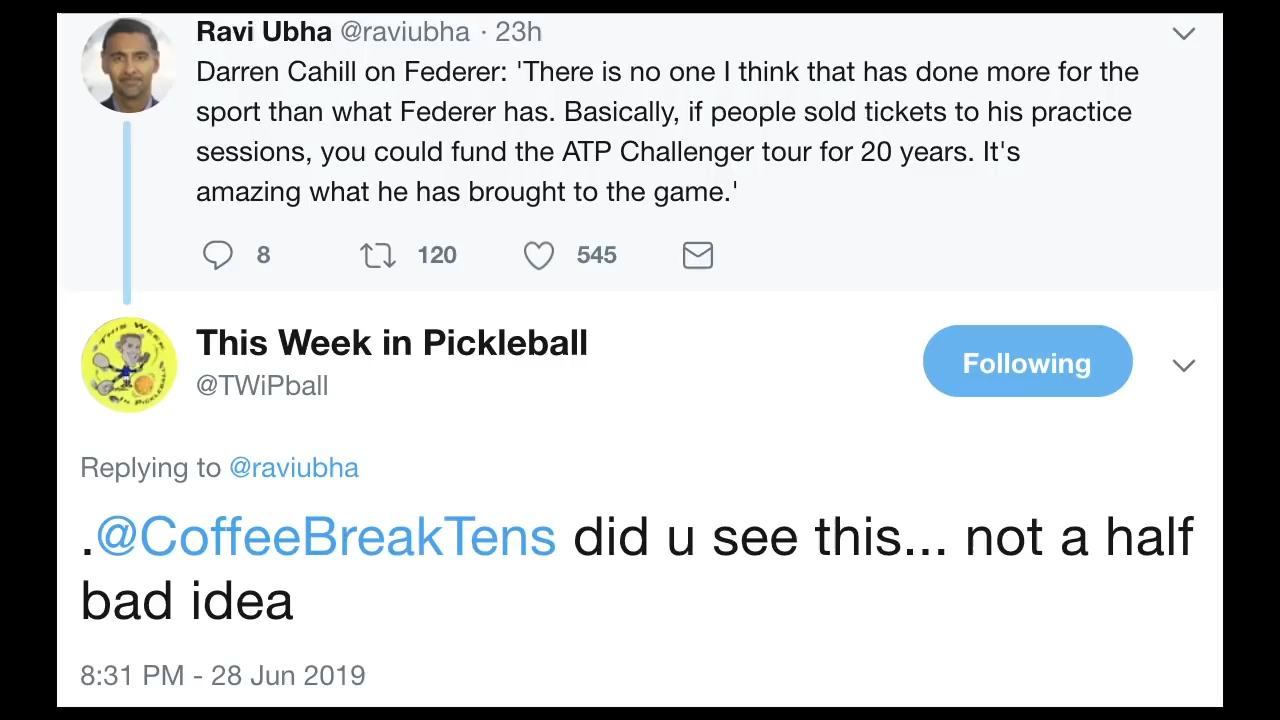 Ravi Ubha @raviubha · 23h
Darren Cahill on Federer: 'There is no one I think that has done more for the
sport than what Federer has. Basically, if people sold tickets to his practice
sessions, you could fund the ATP Challenger tour for 20 years. It's
amazing what he has brought to the game.'
8 120 545
THIS WEEK
IN PICKLEBALL
This Week in Pickleball
@TWiPball
Following
Replying to @raviubha
.@CoffeeBreakTens did u see this... not a half
bad idea
8:31 PM - 28 Jun 2019